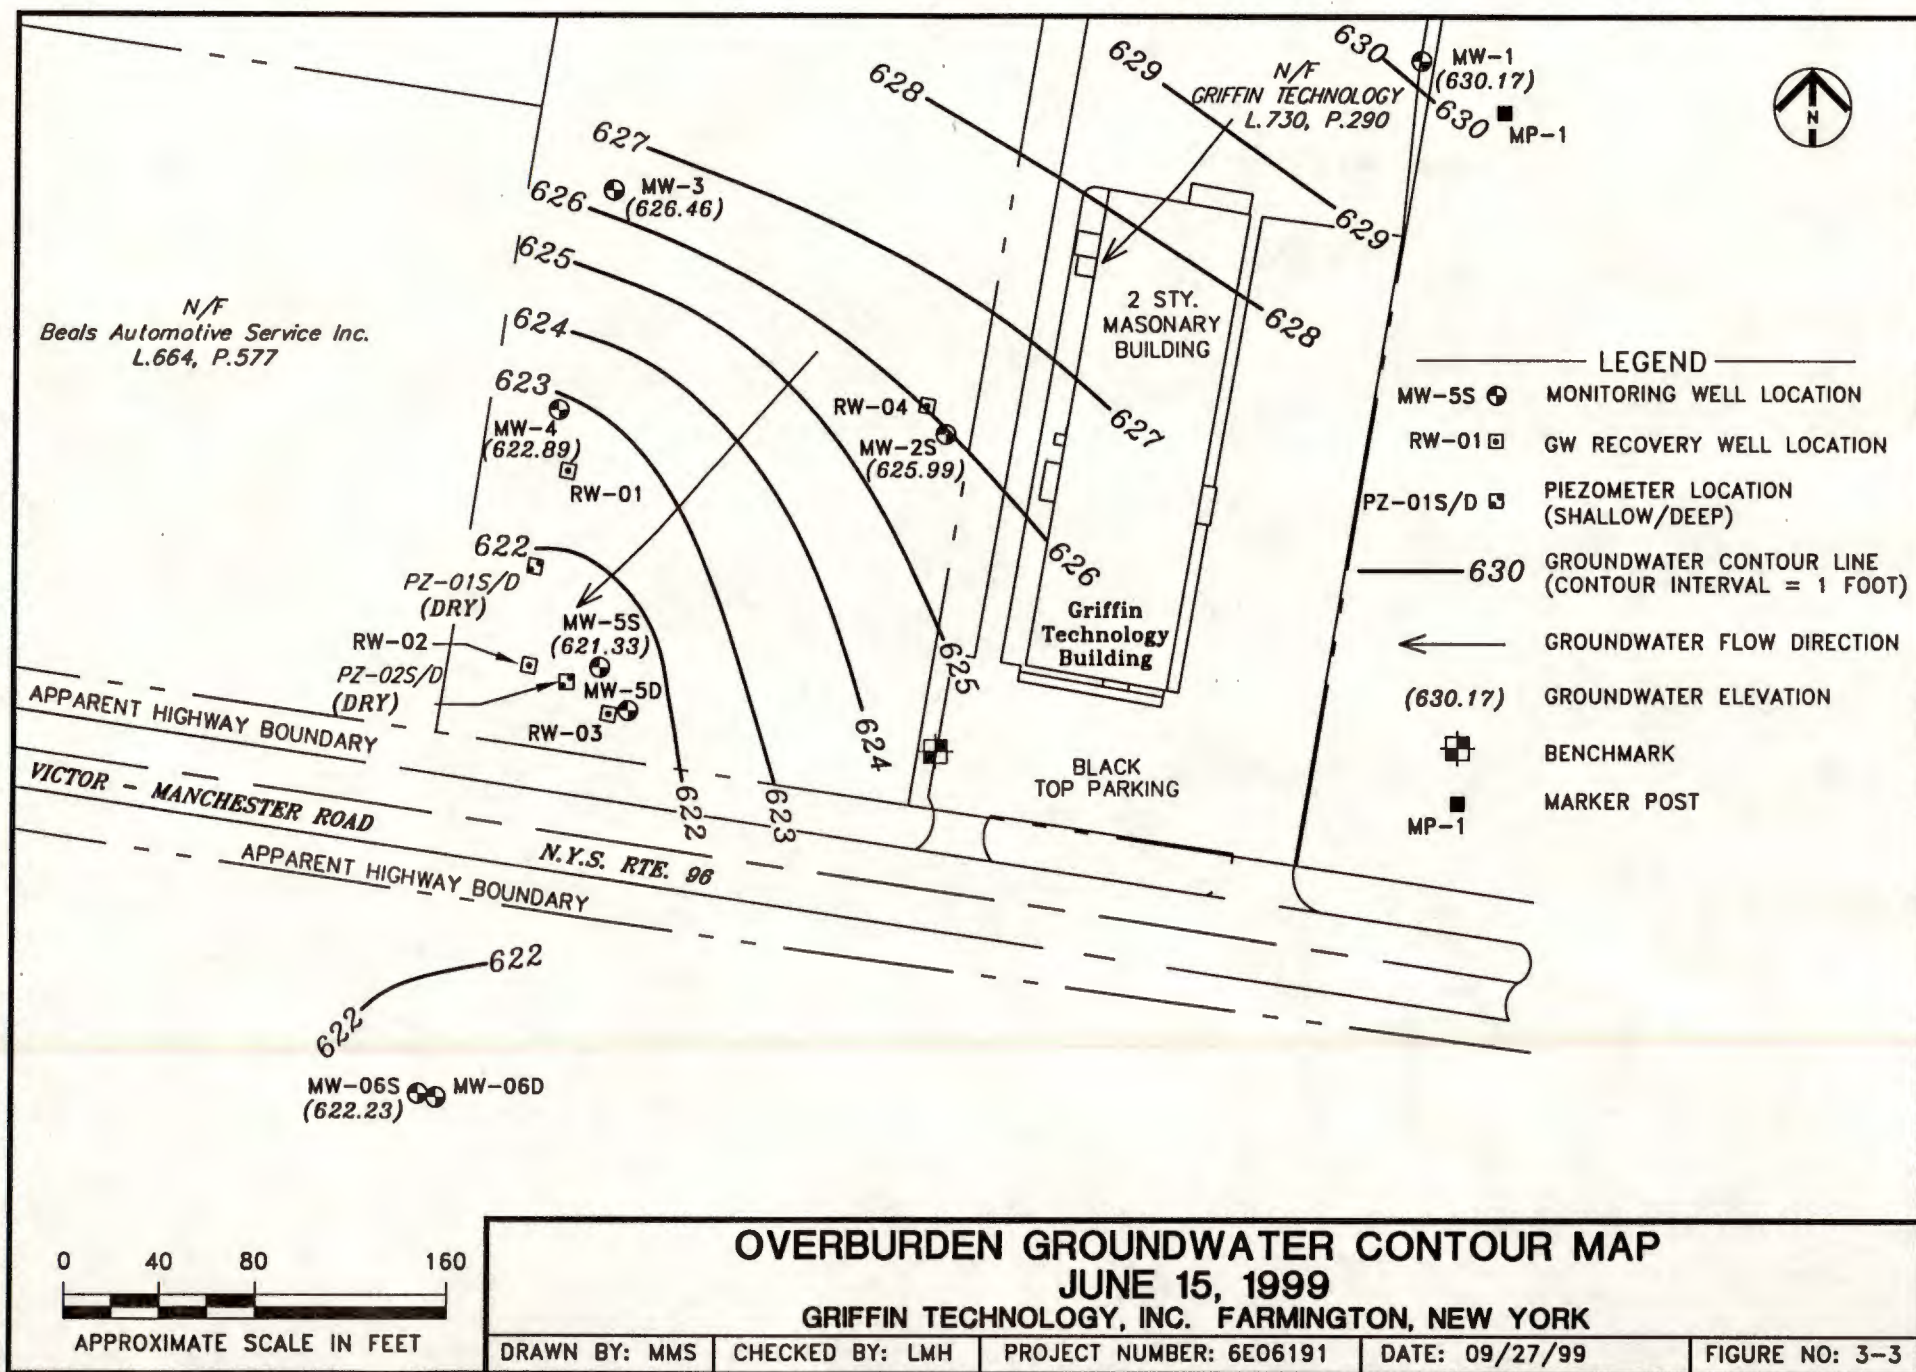 630
MW-1
(630.17)
630
MP-1
N
629
N/F
GRIFFIN TECHNOLOGY
L.730, P.290
629
628
628
627
627
MW-3
(626.46)
626
626
625
625
624
624
623
623
622
622
N/F
Beals Automotive Service Inc.
L.664, P.577
2 STY.
MASONARY
BUILDING
RW-04
MW-2S
(625.99)
MW-4
(622.89)
RW-01
PZ-01S/D
(DRY)
MW-5S
(621.33)
RW-02
PZ-02S/D
(DRY)
MW-5D
RW-03
Griffin
Technology
Building
BLACK
TOP PARKING
APPARENT HIGHWAY BOUNDARY
VICTOR - MANCHESTER ROAD
N.Y.S. RTE. 96
APPARENT HIGHWAY BOUNDARY
622
622
MW-06S
(622.23)
MW-06D
LEGEND
MW-5S MONITORING WELL LOCATION
RW-01 GW RECOVERY WELL LOCATION
PZ-01S/D PIEZOMETER LOCATION
(SHALLOW/DEEP)
630 GROUNDWATER CONTOUR LINE
(CONTOUR INTERVAL = 1 FOOT)
GROUNDWATER FLOW DIRECTION
(630.17) GROUNDWATER ELEVATION
BENCHMARK
MARKER POST
MP-1
0 40 80 160
APPROXIMATE SCALE IN FEET
OVERBURDEN GROUNDWATER CONTOUR MAP
JUNE 15, 1999
GRIFFIN TECHNOLOGY, INC. FARMINGTON, NEW YORK
DRAWN BY: MMS CHECKED BY: LMH PROJECT NUMBER: 6E06191 DATE: 09/27/99 FIGURE NO: 3-3